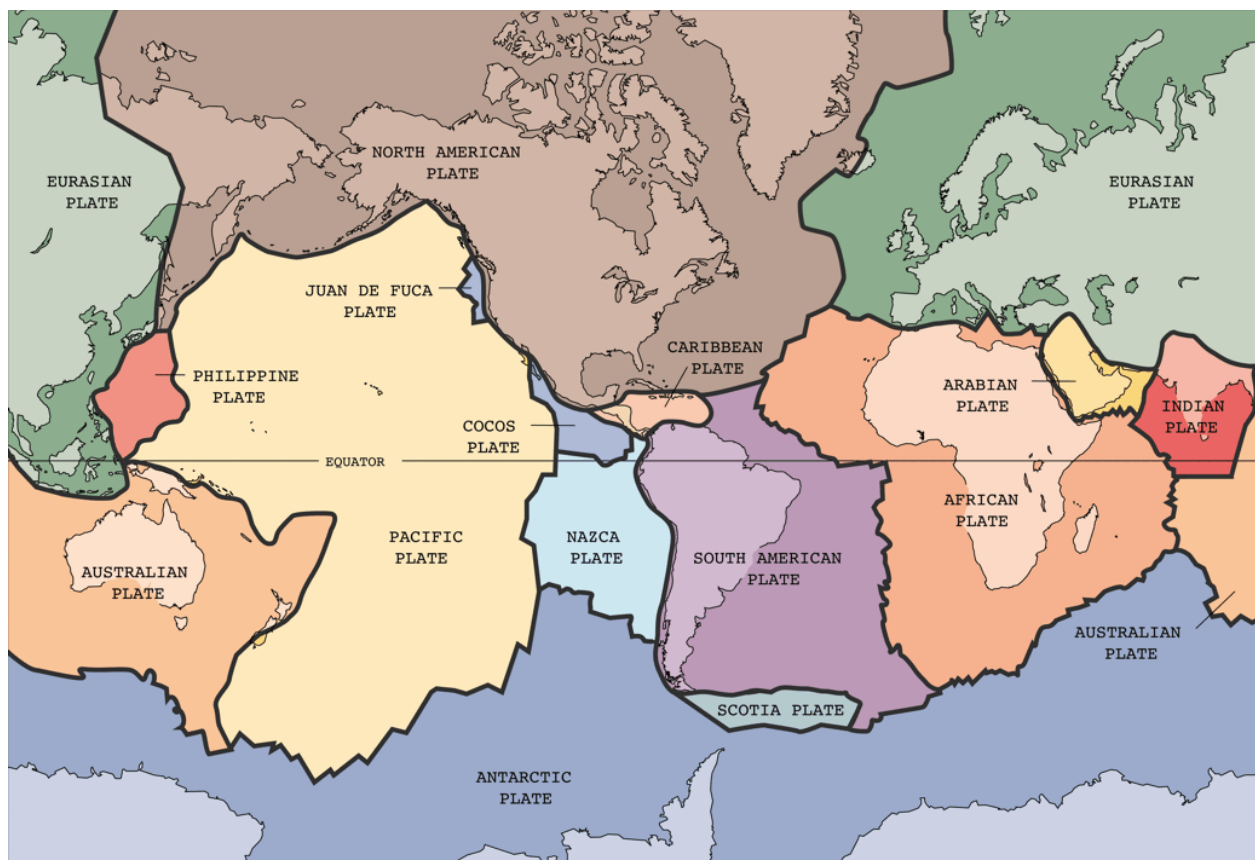 NORTH AMERICAN
PLATE
EURASIAN
PLATE
EURASIAN
PLATE
JUAN DE FUCA
PLATE
CARIBBEAN
PLATE
PHILIPPINE
PLATE
ARABIAN
PLATE
INDIAN
PLATE
COCOS
PLATE
EQUATOR
AFRICAN
PLATE
PACIFIC
PLATE
NAZCA
PLATE
SOUTH AMERICAN
PLATE
AUSTRALIAN
PLATE
AUSTRALIAN
PLATE
SCOTIA PLATE
ANTARCTIC
PLATE